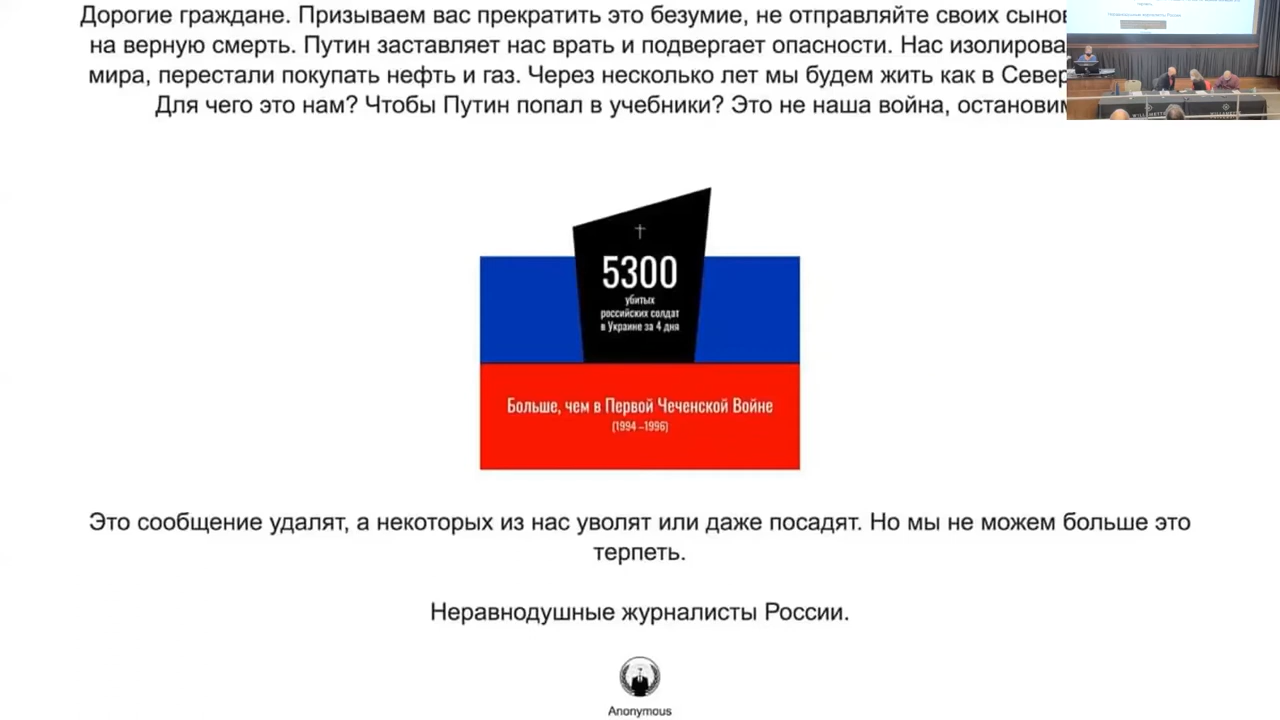 Дорогие граждане. Призываем вас прекратить это безумие, не отправляйте своих
на верную смерть. Путин заставляет нас врать и подвергает опасности. Нас
мира, перестали покупать нефть и газ. Через несколько лет мы будем жить как в
Для чего это нам? Чтобы Путин попал в учебники? Это не наша война,
5300
убитых
российских солдат
в Украине за 4 дня
Больше, чем в Первой Чеченской Войне
(1994 –1996)
Это сообщение удалят, а некоторых из нас уволят или даже посадят. Но мы не можем больше это
терпеть.
Неравнодушные журналисты России.
Anonymous